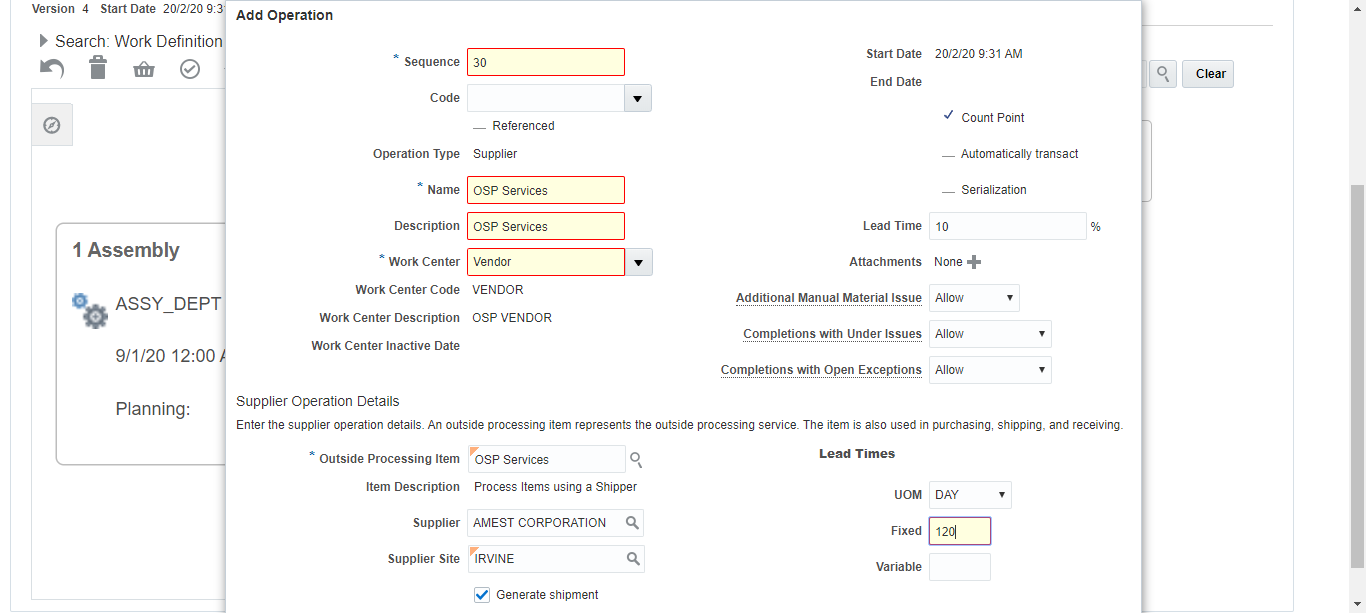 Version 4 Start Date 20/2/20 9:3
Search: Work Definition
Clear
1 Assembly
ASSY_DEPT
9/1/20 12:00 A
Planning:
Add Operation
* Sequence 30
Code
Referenced
Operation Type Supplier
* Name OSP Services
Description OSP Services
* Work Center Vendor
Work Center Code VENDOR
Work Center Description OSP VENDOR
Work Center Inactive Date
Start Date 20/2/20 9:31 AM
End Date
Count Point
Automatically transact
Serialization
Lead Time 10 %
Attachments None
Additional Manual Material Issue Allow
Completions with Under Issues Allow
Completions with Open Exceptions Allow
Supplier Operation Details
Enter the supplier operation details. An outside processing item represents the outside processing service. The item is also used in purchasing, shipping, and receiving.
* Outside Processing Item OSP Services
Item Description Process Items using a Shipper
Supplier AMEST CORPORATION
Supplier Site IRVINE
Generate shipment
Lead Times
UOM DAY
Fixed 120
Variable